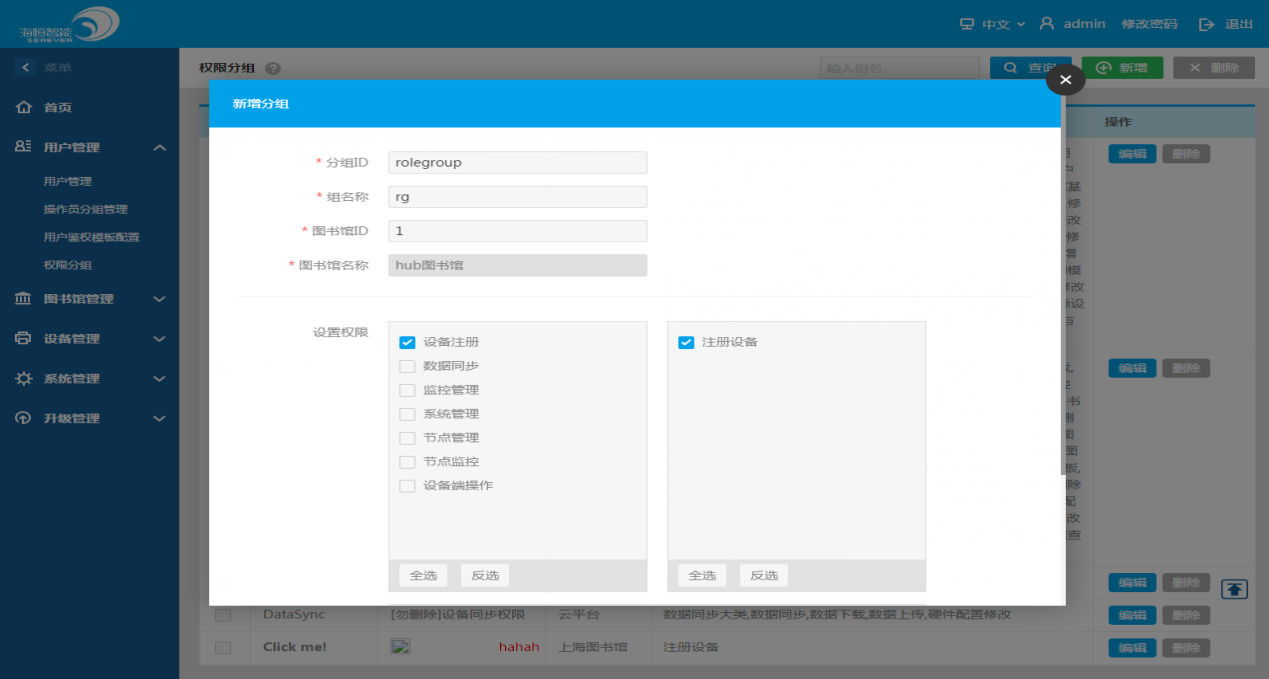 海恒智能
SEAEVER
中文
admin
修改密码
退出
菜单
权限分组
输入组名
查询
新增
删除
首页
用户管理
用户管理
操作员分组管理
用户鉴权模板配置
权限分组
图书馆管理
设备管理
系统管理
升级管理
新增分组
* 分组ID rolegroup
* 组名称 rg
* 图书馆ID 1
* 图书馆名称 hub图书馆
设置权限
设备注册
数据同步
监控管理
系统管理
节点管理
节点监控
设备端操作
全选 反选
注册设备
全选 反选
操作
编辑 删除
编辑 删除
编辑 删除
DataSync [勿删除]设备同步权限 云平台 数据同步大类,数据同步,数据下载,数据上传,硬件配置修改 编辑 删除
Click me! hahah 上海图书馆 注册设备 编辑 删除